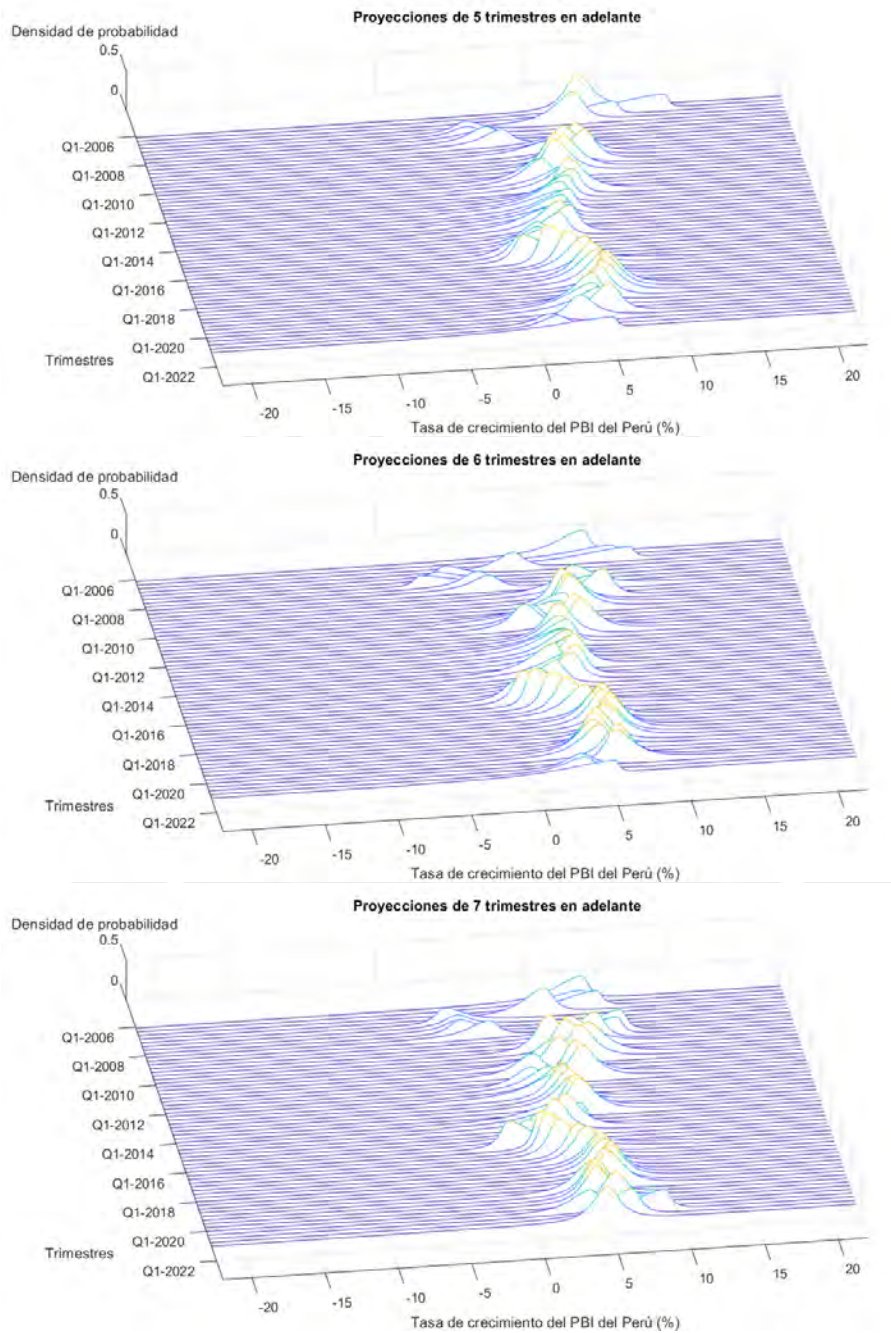 Proyecciones de 5 trimestres en adelante
Densidad de probabilidad
0.5
0
Q1-2006
Q1-2008
Q1-2010
Q1-2012
Q1-2014
Q1-2016
Q1-2018
Q1-2020
Trimestres
Q1-2022
-20
-15
-10
-5
0
5
10
15
20
Tasa de crecimiento del PBI del Perú (%)
Proyecciones de 6 trimestres en adelante
Densidad de probabilidad
0.5
0
Q1-2006
Q1-2008
Q1-2010
Q1-2012
Q1-2014
Q1-2016
Q1-2018
Q1-2020
Trimestres
Q1-2022
-20
-15
-10
-5
0
5
10
15
20
Tasa de crecimiento del PBI del Perú (%)
Proyecciones de 7 trimestres en adelante
Densidad de probabilidad
0.5
0
Q1-2006
Q1-2008
Q1-2010
Q1-2012
Q1-2014
Q1-2016
Q1-2018
Q1-2020
Trimestres
Q1-2022
-20
-15
-10
-5
0
5
10
15
20
Tasa de crecimiento del PBI del Perú (%)